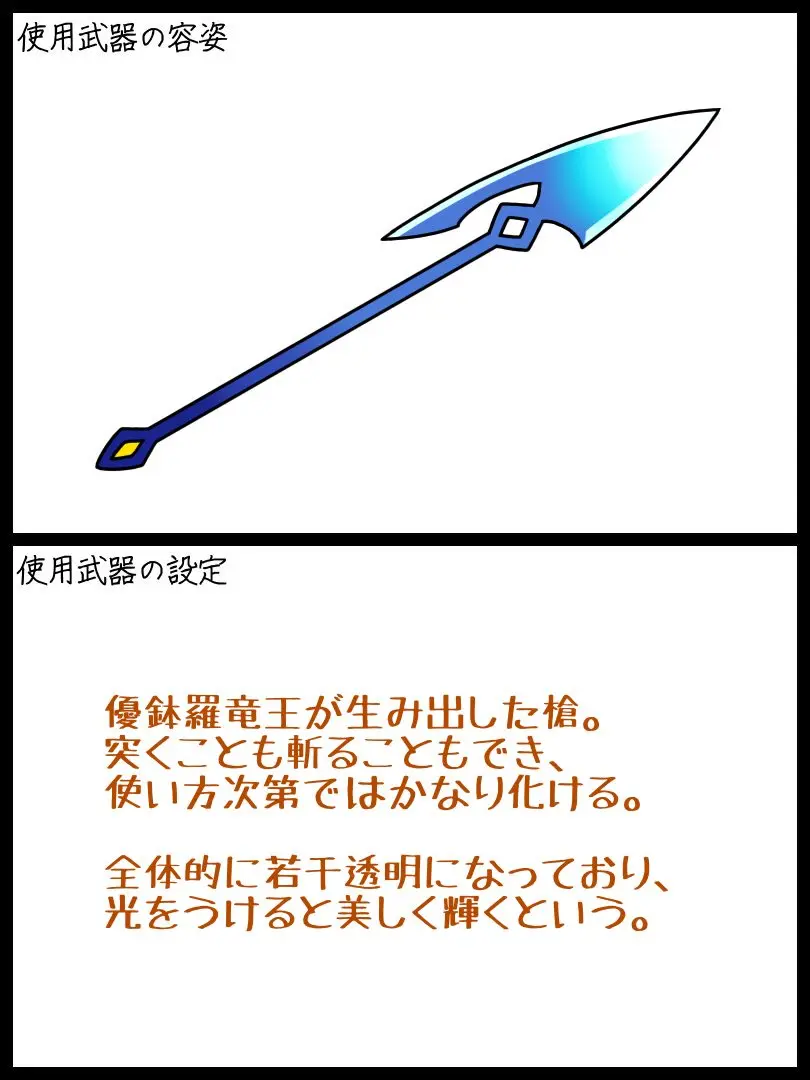 使用武器の容姿
使用武器の設定
優鉢羅竜王が生み出した槍。
突くことも斬ることもでき、
使い方次第ではかなり化ける。
全体的に若干透明になっており、
光をうけると美しく輝くという。